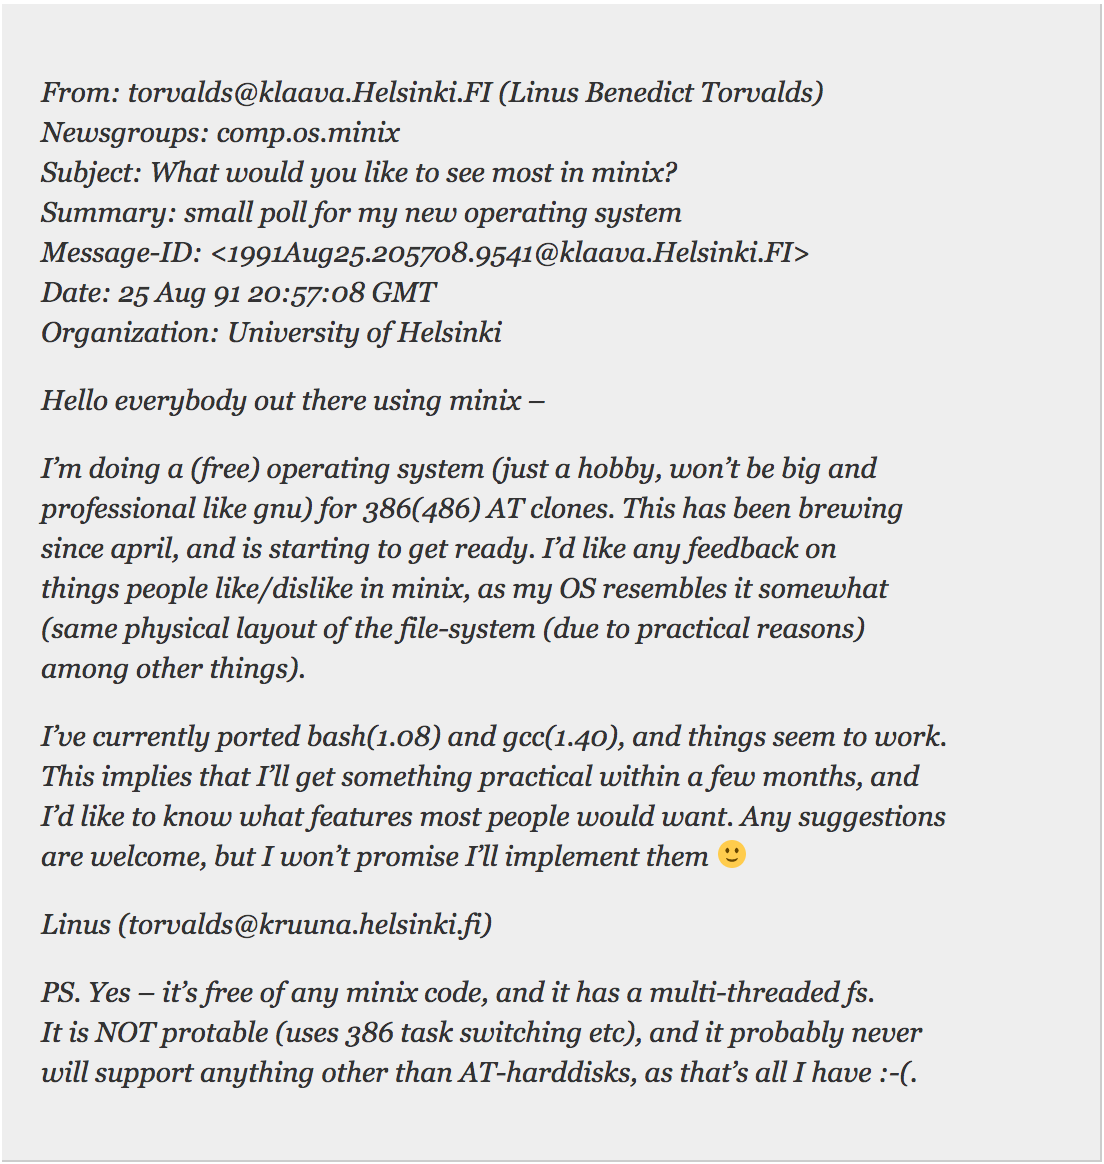 From: torvalds@klaava.Helsinki.FI (Linus Benedict Torvalds)
Newsgroups: comp.os.minix
Subject: What would you like to see most in minix?
Summary: small poll for my new operating system
Message-ID: <1991Aug25.205708.9541@klaava.Helsinki.FI>
Date: 25 Aug 91 20:57:08 GMT
Organization: University of Helsinki
Hello everybody out there using minix –
I’m doing a (free) operating system (just a hobby, won’t be big and
professional like gnu) for 386(486) AT clones. This has been brewing
since april, and is starting to get ready. I’d like any feedback on
things people like/dislike in minix, as my OS resembles it somewhat
(same physical layout of the file-system (due to practical reasons)
among other things).
I’ve currently ported bash(1.08) and gcc(1.40), and things seem to work.
This implies that I’ll get something practical within a few months, and
I’d like to know what features most people would want. Any suggestions
are welcome, but I won’t promise I’ll implement them 🙂
Linus (torvalds@kruuna.helsinki.fi)
PS. Yes – it’s free of any minix code, and it has a multi-threaded fs.
It is NOT protable (uses 386 task switching etc), and it probably never
will support anything other than AT-harddisks, as that’s all I have :-(.